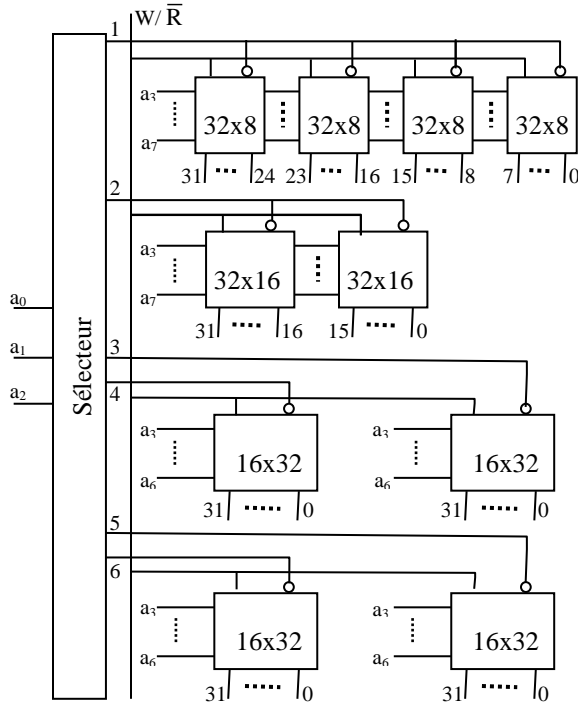 W/ R̅
1
a₃ 32x8 32x8 32x8 32x8
a₇
31 24 23 16 15 8 7 0
2
a₃ 32x16 32x16
a₇
31 16 15 0
a₀
a₁
a₂
Sélecteur
3
4
a₃ 16x32 a₃ 16x32
a₆ a₆
31 0 31 0
5
6
a₃ 16x32 a₃ 16x32
a₆ a₆
31 0 31 0